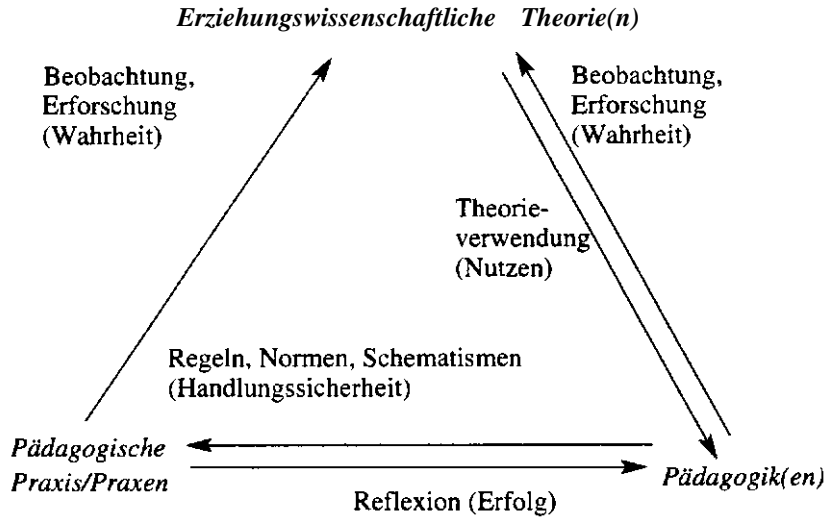 Erziehungswissenschaftliche Theorie(n)
Beobachtung,
Erforschung
(Wahrheit)
Beobachtung,
Erforschung
(Wahrheit)
Theorie-
verwendung
(Nutzen)
Regeln, Normen, Schematismen
(Handlungssicherheit)
Pädagogische
Praxis/Praxen
Pädagogik(en)
Reflexion (Erfolg)